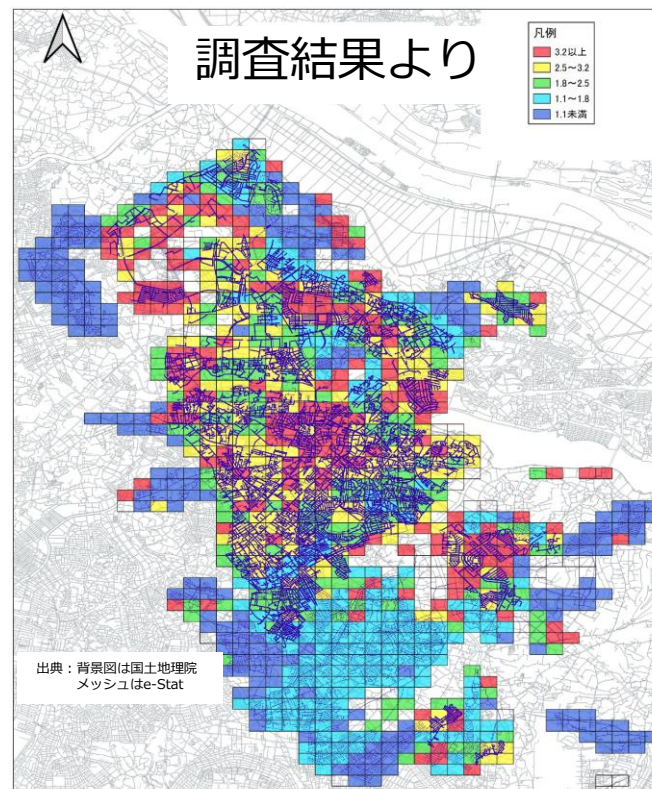 調査結果より
凡例
3.2以上
2.5~3.2
1.8~2.5
1.1~1.8
1.1未満
出典:背景図は国土地理院
メッシュはe-Stat